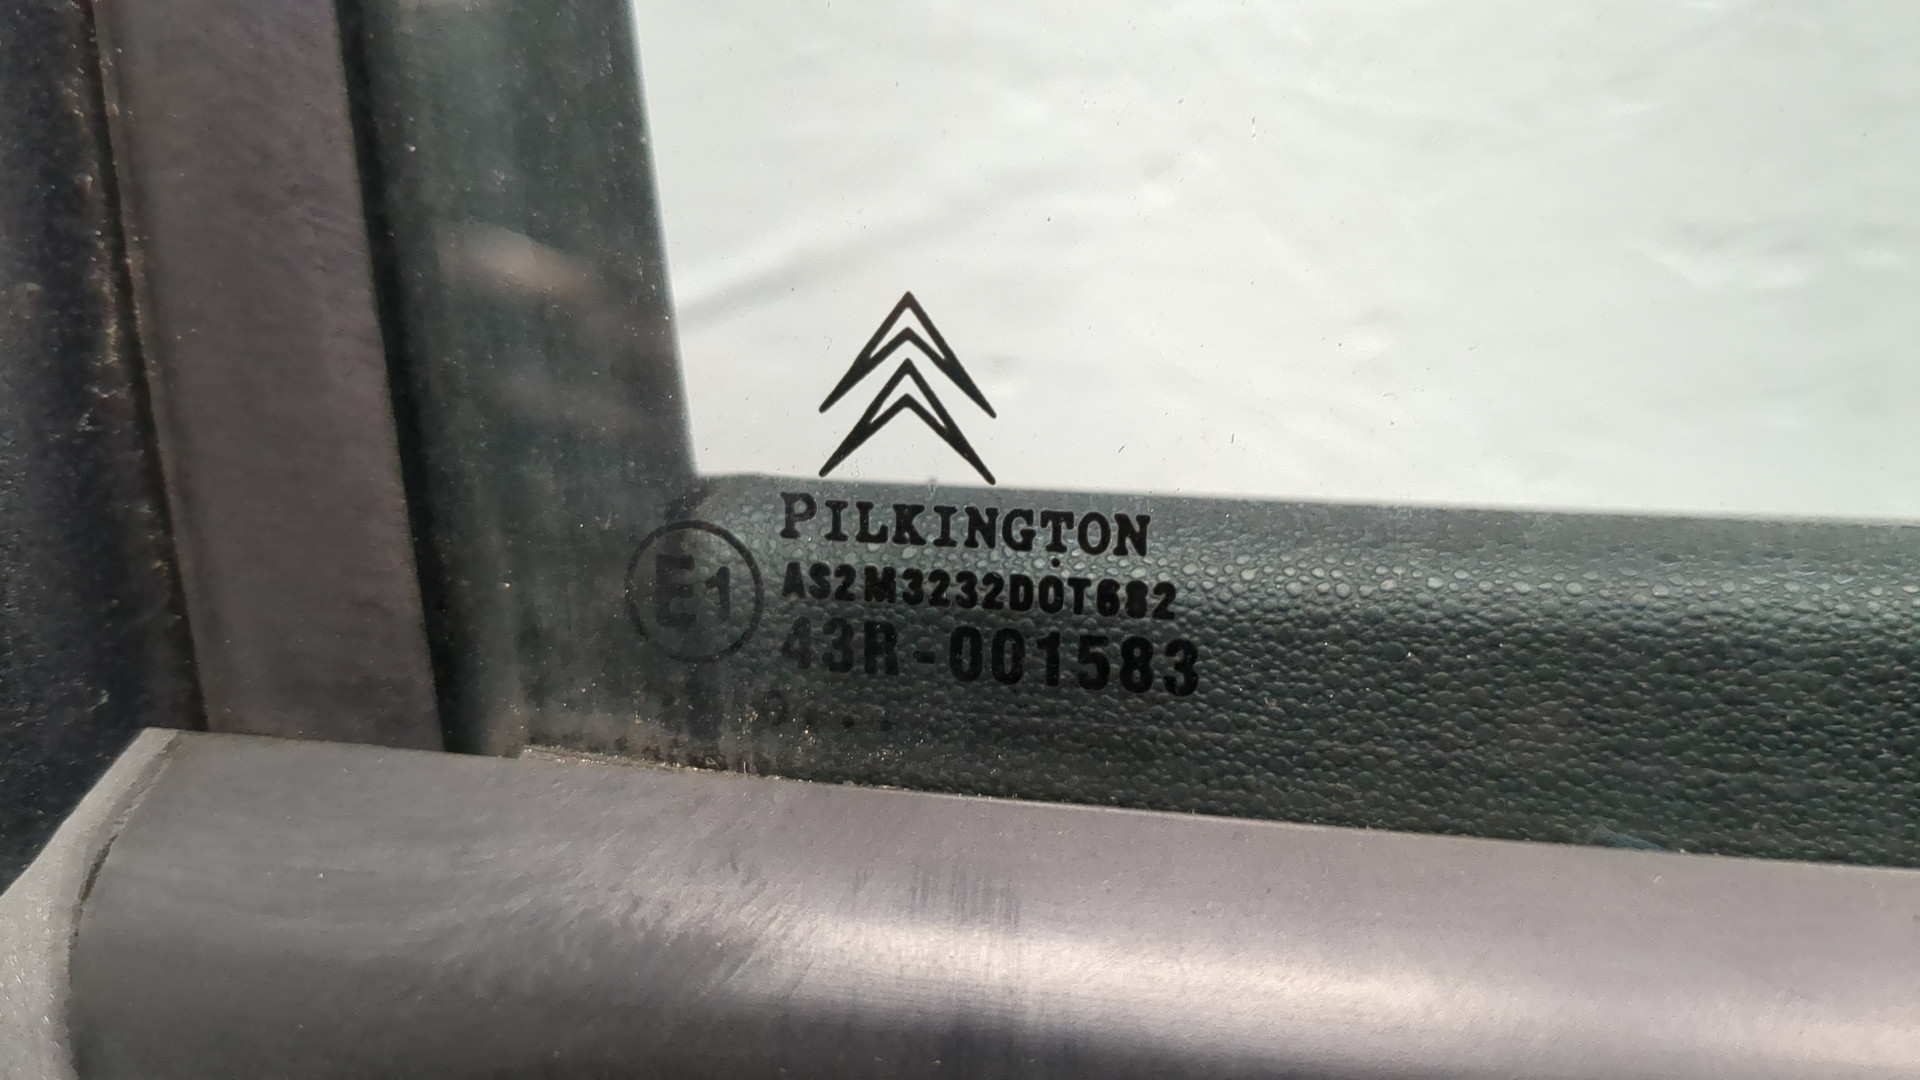 PILKINGTON
E1 AS2M3232DOT682
43R-001583